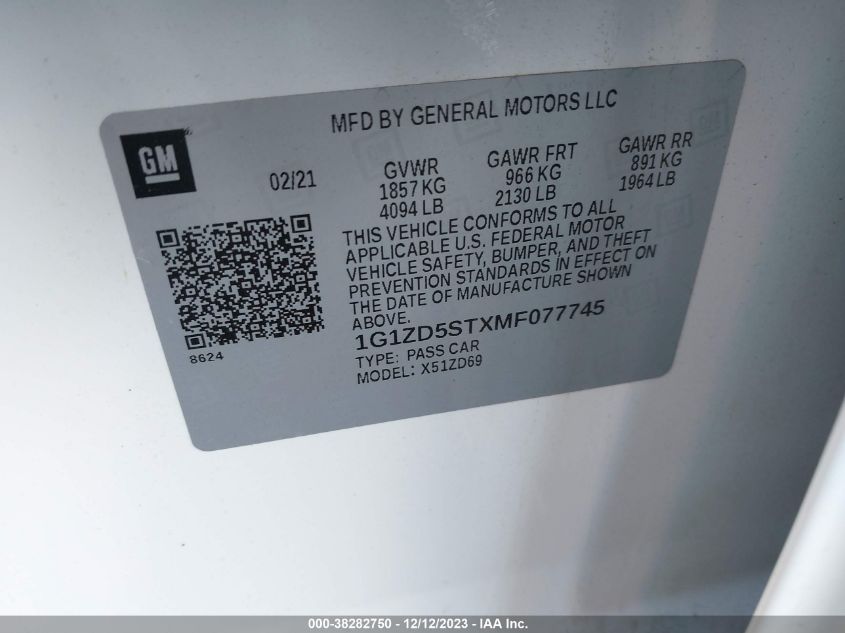 MFD BY GENERAL MOTORS LLC
GM
02/21
GVWR
1857 KG
4094 LB
GAWR FRT
966 KG
2130 LB
GAWR RR
891 KG
1964 LB
THIS VEHICLE CONFORMS TO ALL
APPLICABLE U.S. FEDERAL MOTOR
VEHICLE SAFETY, BUMPER, AND THEFT
PREVENTION STANDARDS IN EFFECT ON
THE DATE OF MANUFACTURE SHOWN
ABOVE.
1G1ZD5STXMF077745
TYPE: PASS CAR
MODEL: X51ZD69
8624
000-38282750 - 12/12/2023 - IAA Inc.